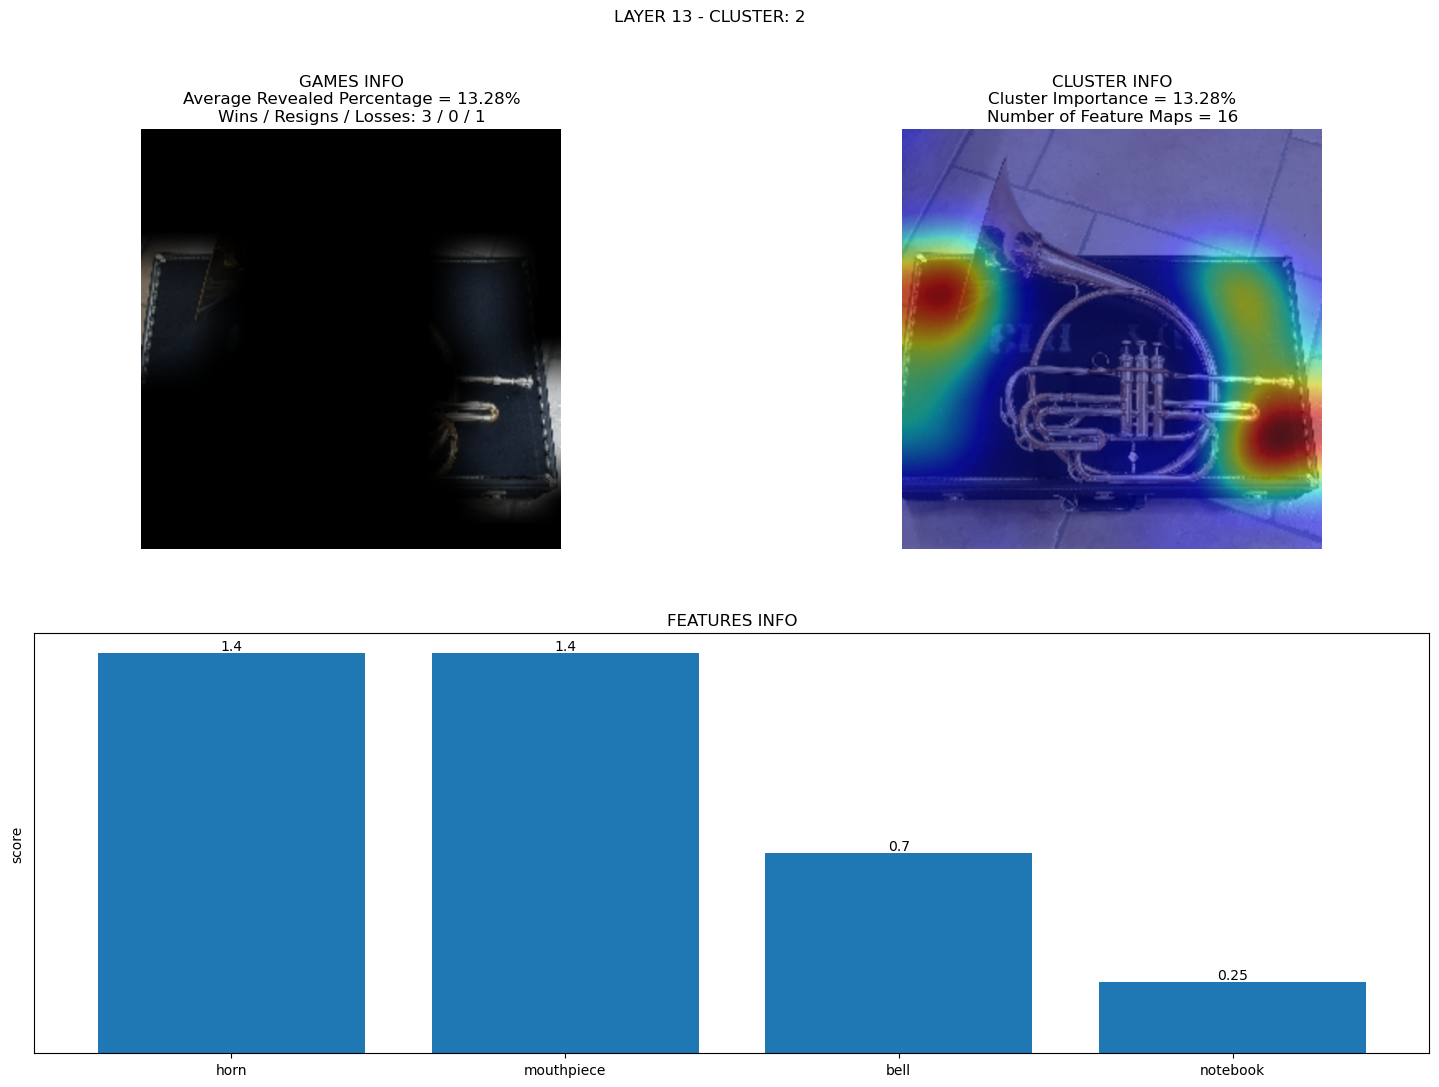 LAYER 13 - CLUSTER: 2
GAMES INFO
Average Revealed Percentage = 13.28%
Wins / Resigns / Losses: 3 / 0 / 1
CLUSTER INFO
Cluster Importance = 13.28%
Number of Feature Maps = 16
FEATURES INFO
score
1.4
1.4
0.7
0.25
horn
mouthpiece
bell
notebook